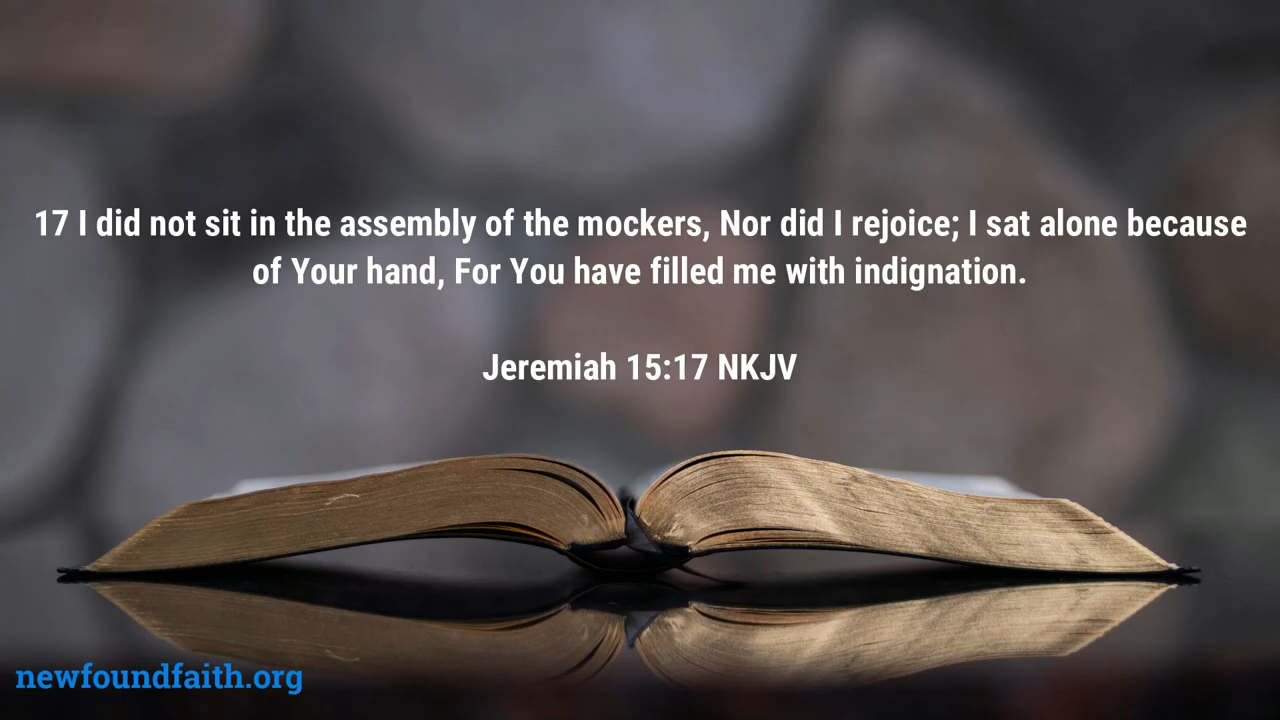 17 I did not sit in the assembly of the mockers, Nor did I rejoice; I sat alone because
of Your hand, For You have filled me with indignation.
Jeremiah 15:17 NKJV
newfoundfaith.org